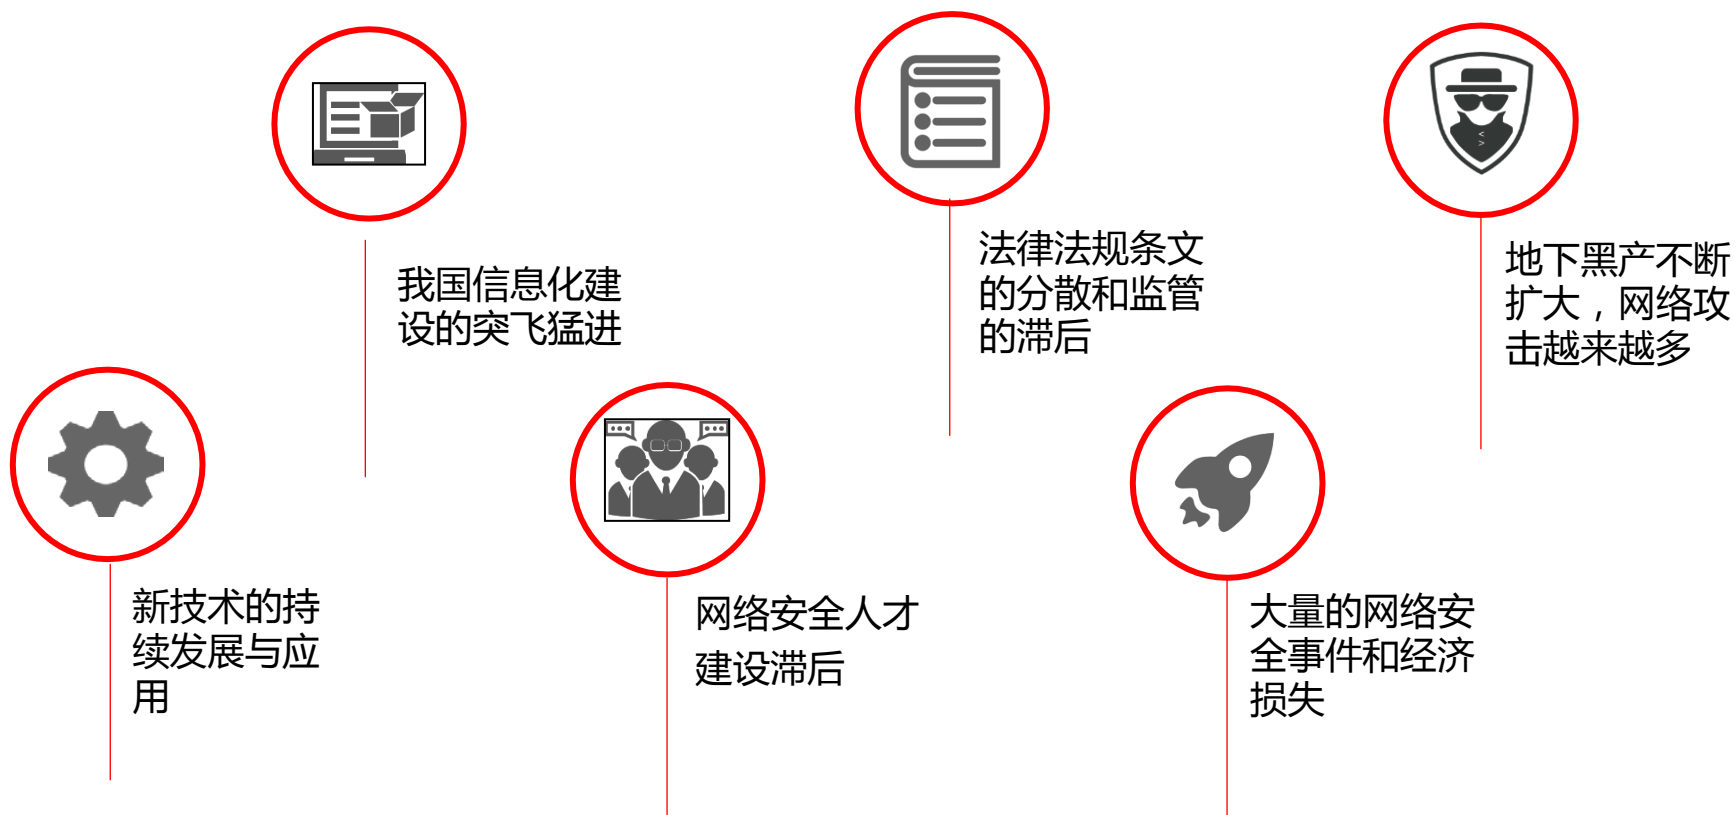 新技术的持
续发展与应
用
我国信息化建
设的突飞猛进
网络安全人才
建设滞后
法律法规条文
的分散和监管
的滞后
大量的网络安
全事件和经济
损失
地下黑产不断
扩大，网络攻
击越来越多